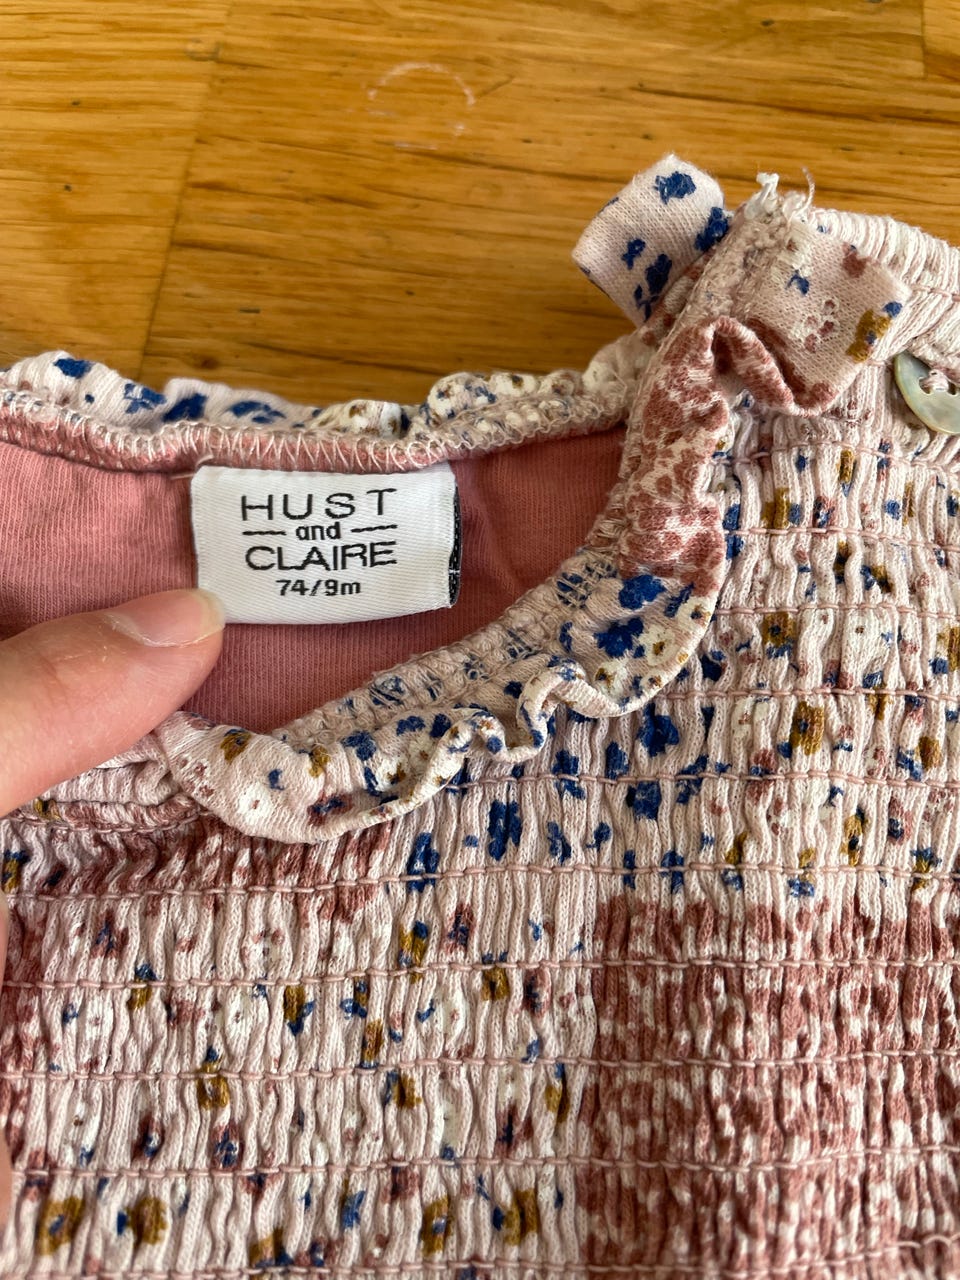 HUST
and
CLAIRE
74/9m